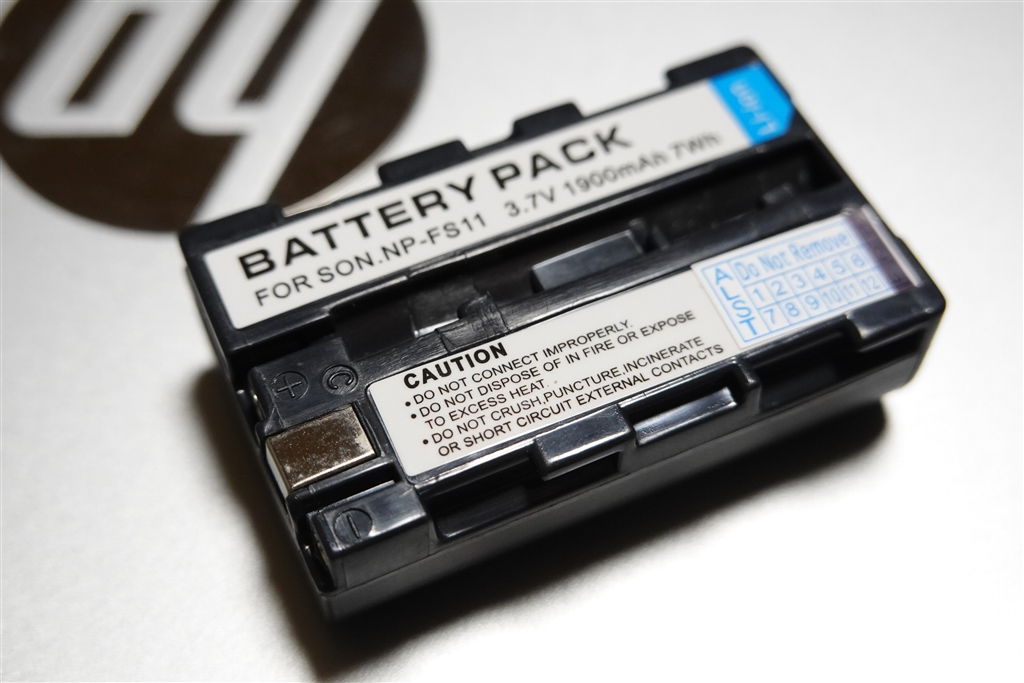 hp
BATTERY PACK
FOR SON.NP-FS11 3.7V 1900mAh 7Wh
Li-ion
CAUTION
• DO NOT CONNECT IMPROPERLY.
• DO NOT DISPOSE OF IN FIRE OR EXPOSE
TO EXCESS HEAT.
• DO NOT CRUSH,PUNCTURE,INCINERATE
OR SHORT CIRCUIT EXTERNAL CONTACTS
ALST
Do Not Remove
1 2 3 4 5 6
7 8 9 10 11 12
+ C
−